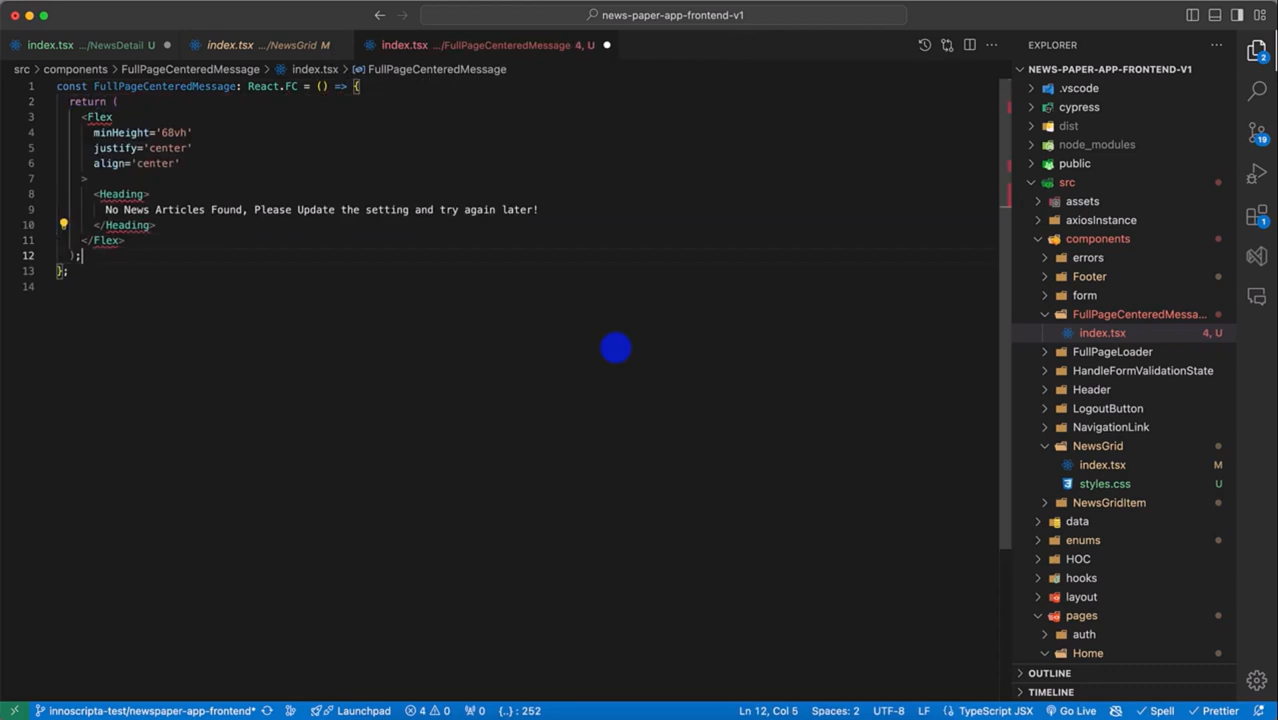 news-paper-app-frontend-v1
index.tsx .../NewsDetail U
index.tsx .../NewsGrid M
index.tsx .../FullPageCenteredMessage 4, U
src > components > FullPageCenteredMessage > index.tsx > FullPageCenteredMessage
1 const FullPageCenteredMessage: React.FC = () => {
2 return (
3 <Flex
4 minHeight='68vh'
5 justify='center'
6 align='center'
7 >
8 <Heading>
9 No News Articles Found, Please Update the setting and try again later!
10 </Heading>
11 </Flex>
12 );
13 };
14
EXPLORER
NEWS-PAPER-APP-FRONTEND-V1
.vscode
cypress
dist
node_modules
public
src
assets
axiosInstance
components
errors
Footer
form
FullPageCenteredMessa...
index.tsx 4, U
FullPageLoader
HandleFormValidationState
Header
LogoutButton
NavigationLink
NewsGrid
index.tsx M
styles.css U
NewsGridItem
data
enums
HOC
hooks
layout
pages
auth
Home
OUTLINE
TIMELINE
2
19
1
innoscripta-test/newspaper-app-frontend* Launchpad 4 0 0 {..} : 252 Ln 12, Col 5 Spaces: 2 UTF-8 LF TypeScript JSX Go Live Spell Prettier